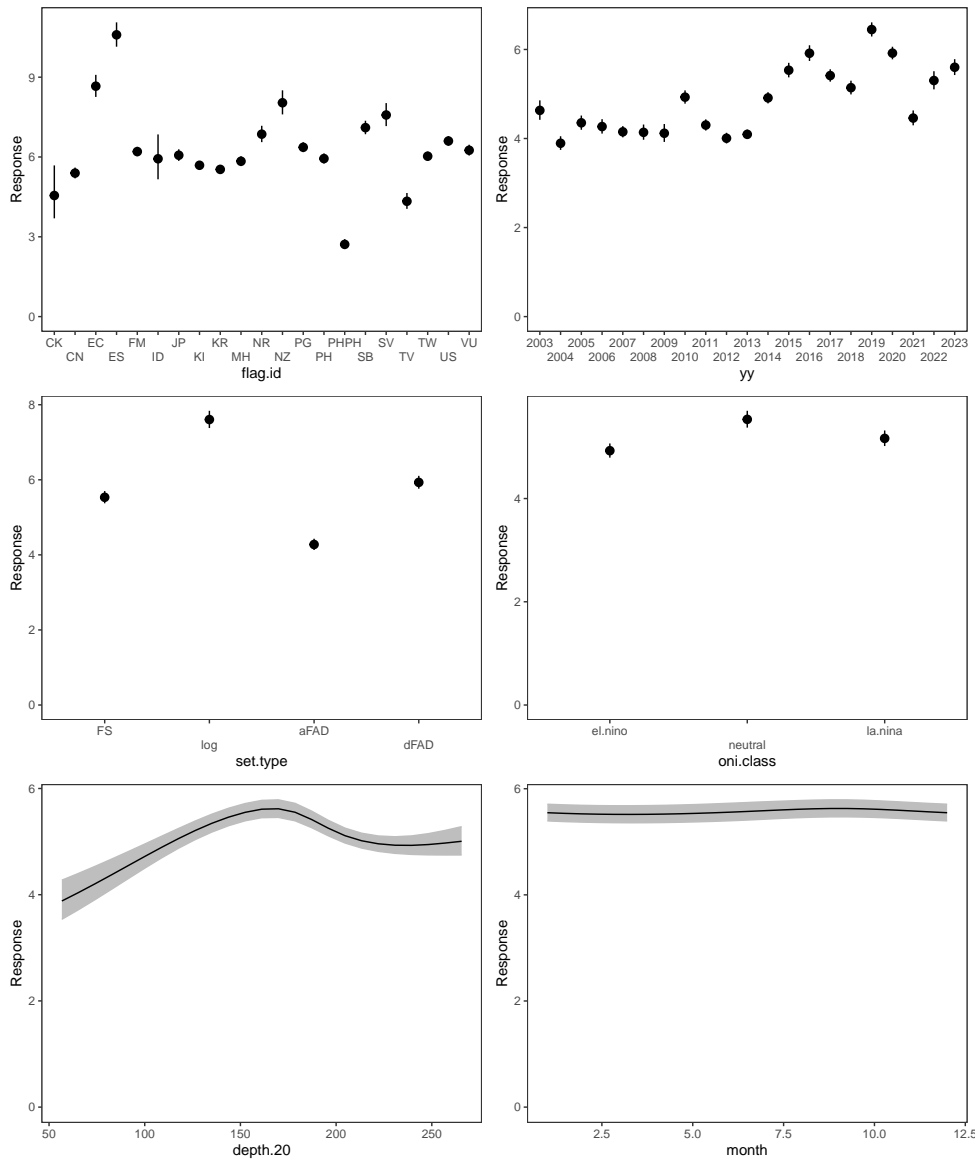 9
6
3
0
Response
CK EC FM JP KR NR PG PHPH SV TW VU
CN ES ID KI MH NZ PH SB TV US
flag.id
6
4
2
0
Response
2003 2005 2007 2009 2011 2013 2015 2017 2019 2021 2023
2004 2006 2008 2010 2012 2014 2016 2018 2020 2022
yy
8
6
4
2
0
Response
FS aFAD
log dFAD
set.type
4
2
0
Response
el.nino la.nina
neutral
oni.class
6
4
2
0
Response
50 100 150 200 250
depth.20
6
4
2
0
Response
2.5 5.0 7.5 10.0 12.5
month